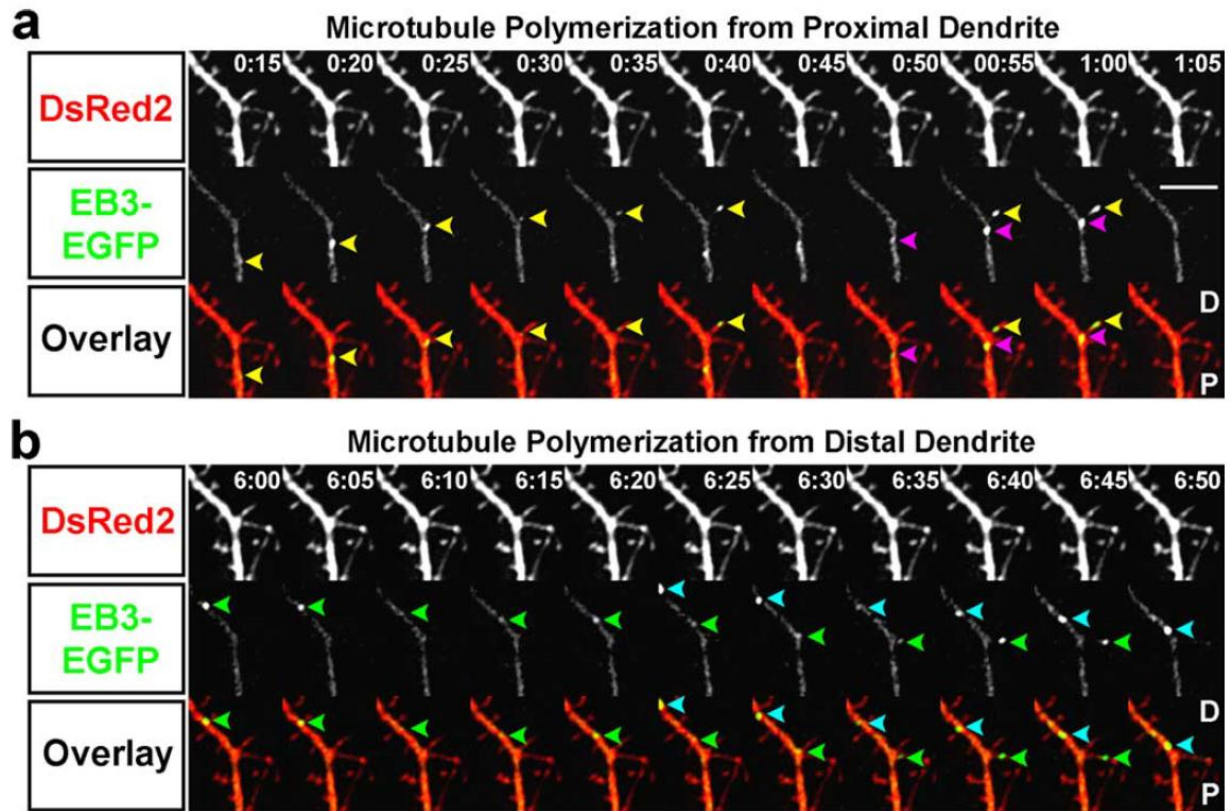 a
Microtubule Polymerization from Proximal Dendrite
DsRed2
0:15 0:20 0:25 0:30 0:35 0:40 0:45 0:50 00:55 1:00 1:05
EB3-
EGFP
Overlay
D
P
b
Microtubule Polymerization from Distal Dendrite
DsRed2
6:00 6:05 6:10 6:15 6:20 6:25 6:30 6:35 6:40 6:45 6:50
EB3-
EGFP
Overlay
D
P